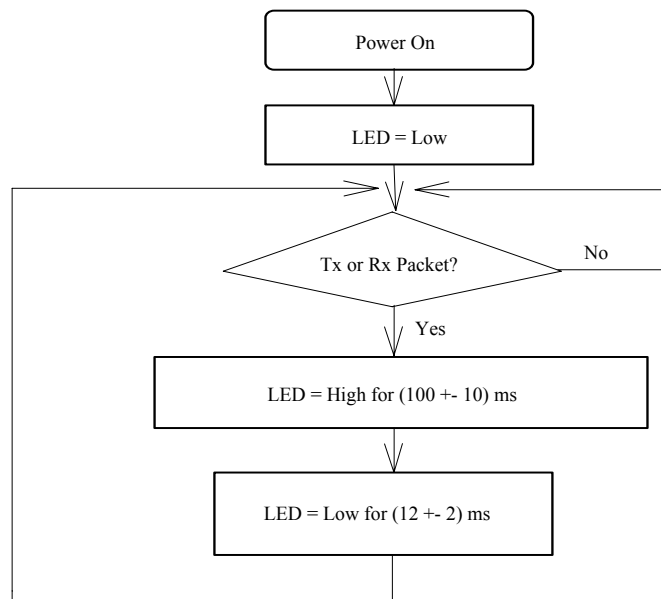 Power On
LED = Low
Tx or Rx Packet?
No
Yes
LED = High for (100 +- 10) ms
LED = Low for (12 +- 2) ms